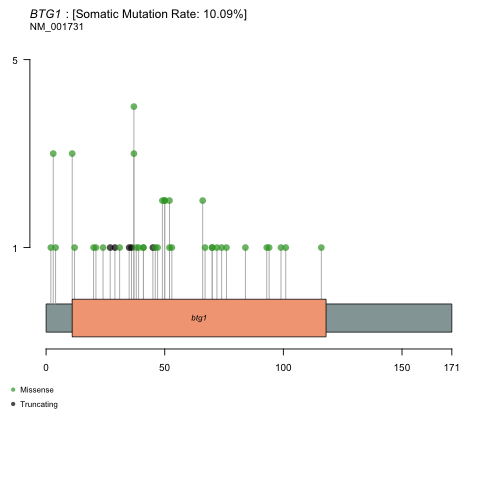 BTG1 : [Somatic Mutation Rate: 10.09%]
NM_001731
5
1
btg1
0 50 100 150 171
Missense
Truncating